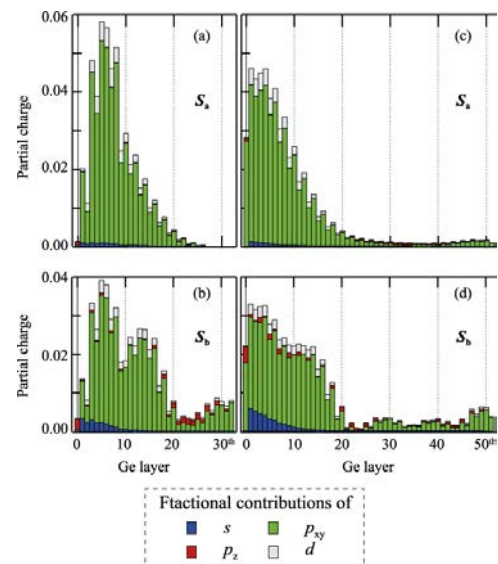 (a)
(c)
0.06
0.04
0.02
0.00
Partial charge
Sa
Sa
(b)
(d)
0.04
0.02
0.00
Partial charge
Sb
Sb
0 10 20 30th
0 10 20 30 40 50th
Ge layer
Ge layer
Ftactional contributions of
s pxy
pz d